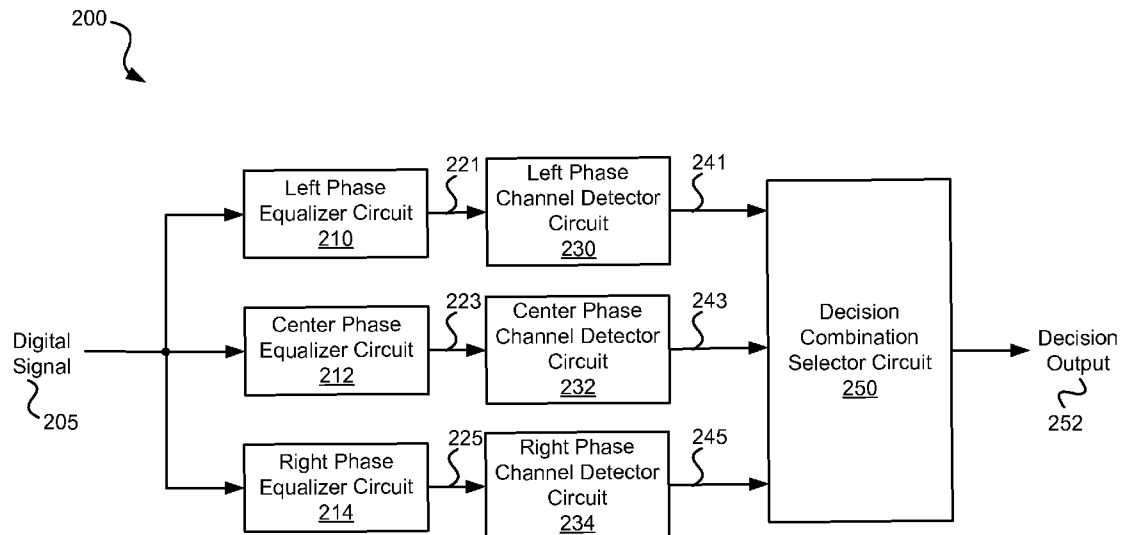 200
221
241
Left Phase
Equalizer Circuit
210
Left Phase
Channel Detector
Circuit
230
223
243
Digital
Signal
205
Center Phase
Equalizer Circuit
212
Center Phase
Channel Detector
Circuit
232
Decision
Combination
Selector Circuit
250
Decision
Output
252
225
245
Right Phase
Equalizer Circuit
214
Right Phase
Channel Detector
Circuit
234